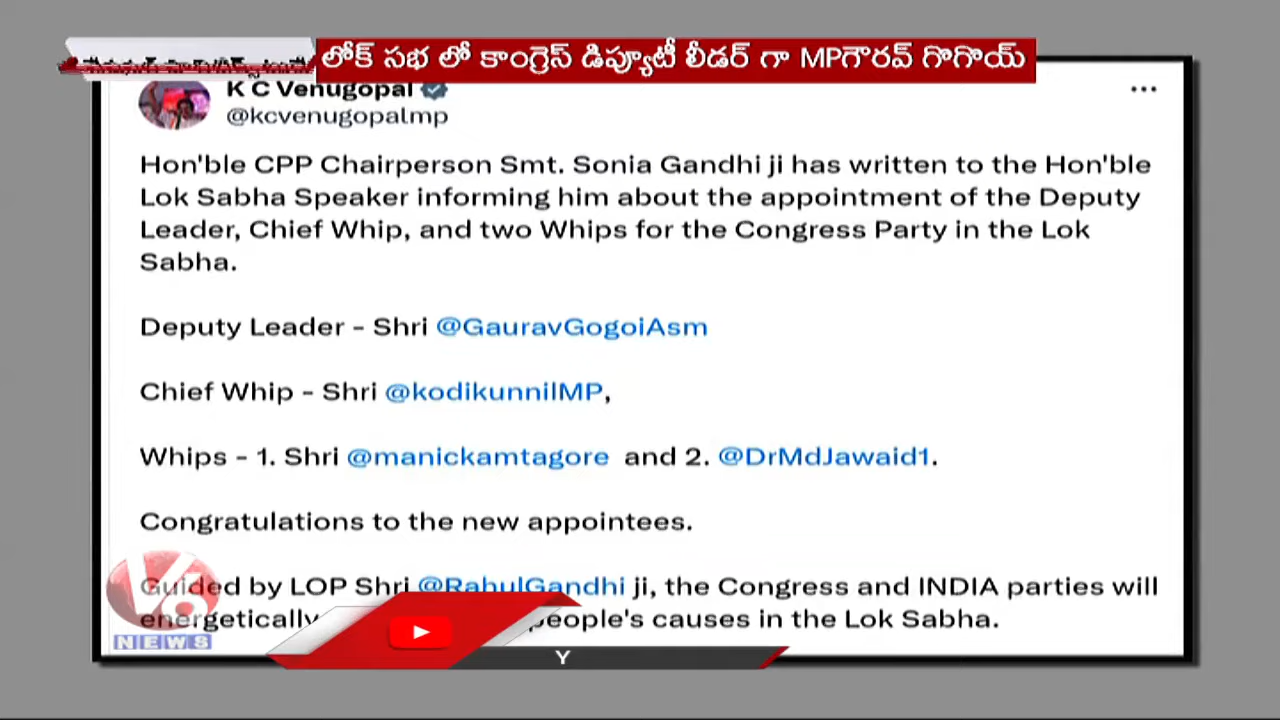 లోక్ సభ లో కాంగ్రెస్ డిప్యూటీ లీడర్ గా MPగౌరవ్ గొగొయ్
K C Venugopal
@kcvenugopalmp
Hon'ble CPP Chairperson Smt. Sonia Gandhi ji has written to the Hon'ble
Lok Sabha Speaker informing him about the appointment of the Deputy
Leader, Chief Whip, and two Whips for the Congress Party in the Lok
Sabha.
Deputy Leader - Shri @GauravGogoiAsm
Chief Whip - Shri @kodikunnilMP,
Whips - 1. Shri @manickamtagore and 2. @DrMdJawaid1.
Congratulations to the new appointees.
Guided by LOP Shri @RahulGandhi ji, the Congress and INDIA parties will
energetically people's causes in the Lok Sabha.
V6
NEWS
Y